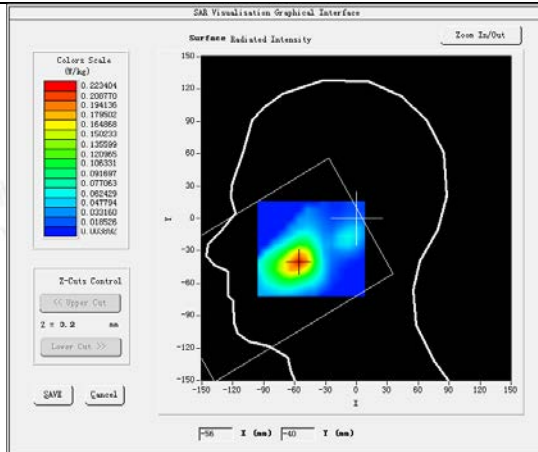 SAR Visualisation Graphical Interface
Surface Radiated Intensity
Zoom In/Out
Colors Scale
(W/kg)
0.223404
0.208770
0.194136
0.179502
0.164868
0.150233
0.135599
0.120965
0.106331
0.091697
0.077063
0.062429
0.047794
0.033160
0.018526
0.003892
Z-Cuts Control
<< Upper Cut
Z = 3.2 mm
Lower Cut >>
SAVE
Cancel
150
120
90
60
30
0
-30
-60
-90
-120
-150
Y
-150 -120 -90 -60 -30 0 30 60 90 120 150
X
-56 X (mm) -40 Y (mm)